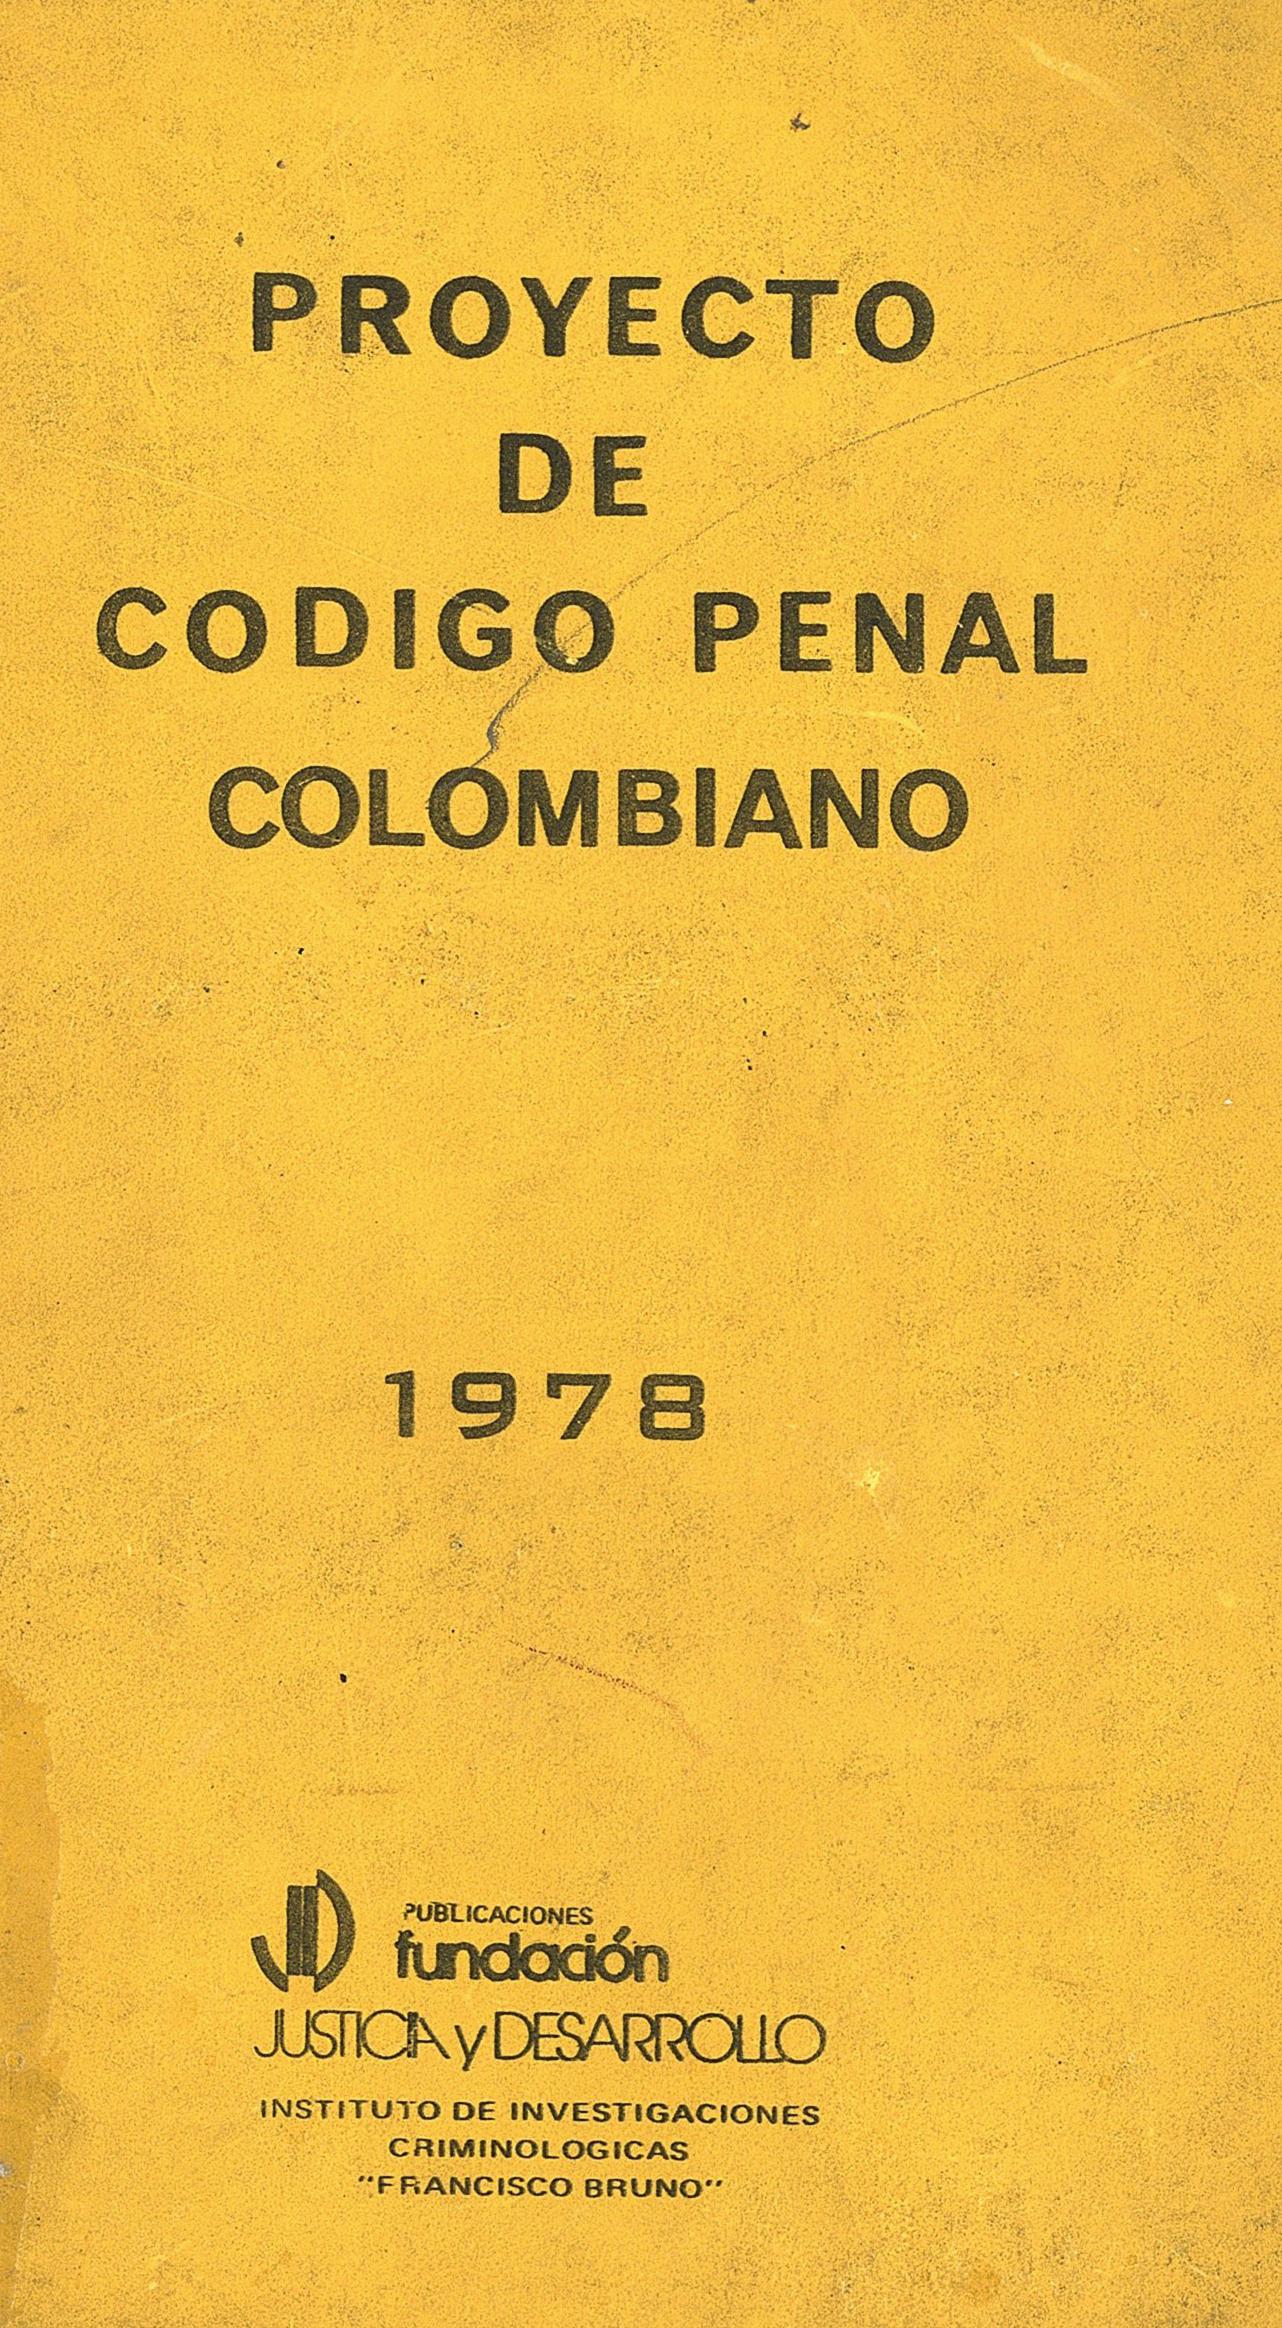 PROYECTO
DE
CODIGO PENAL
COLOMBIANO
1978
PUBLICACIONES
fundación
JUSTICIA y DESARROLLO
INSTITUTO DE INVESTIGACIONES
CRIMINOLOGICAS
"FRANCISCO BRUNO"